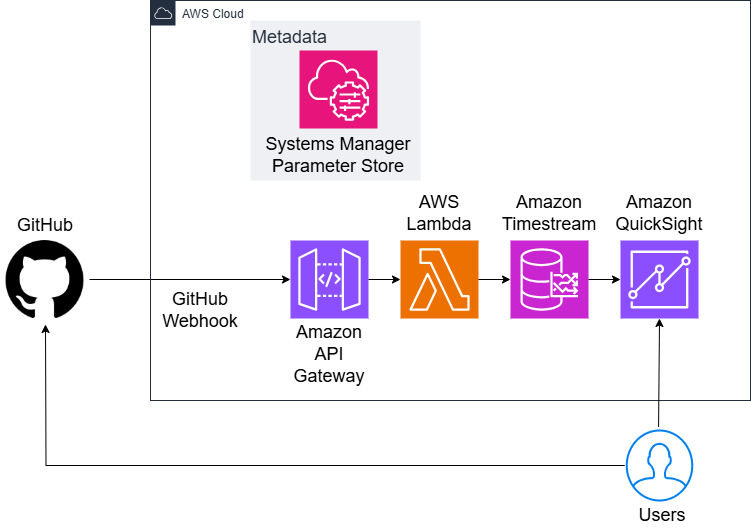 AWS Cloud
Metadata
Systems Manager
Parameter Store
GitHub
GitHub
Webhook
Amazon
API
Gateway
AWS
Lambda
Amazon
Timestream
Amazon
QuickSight
Users